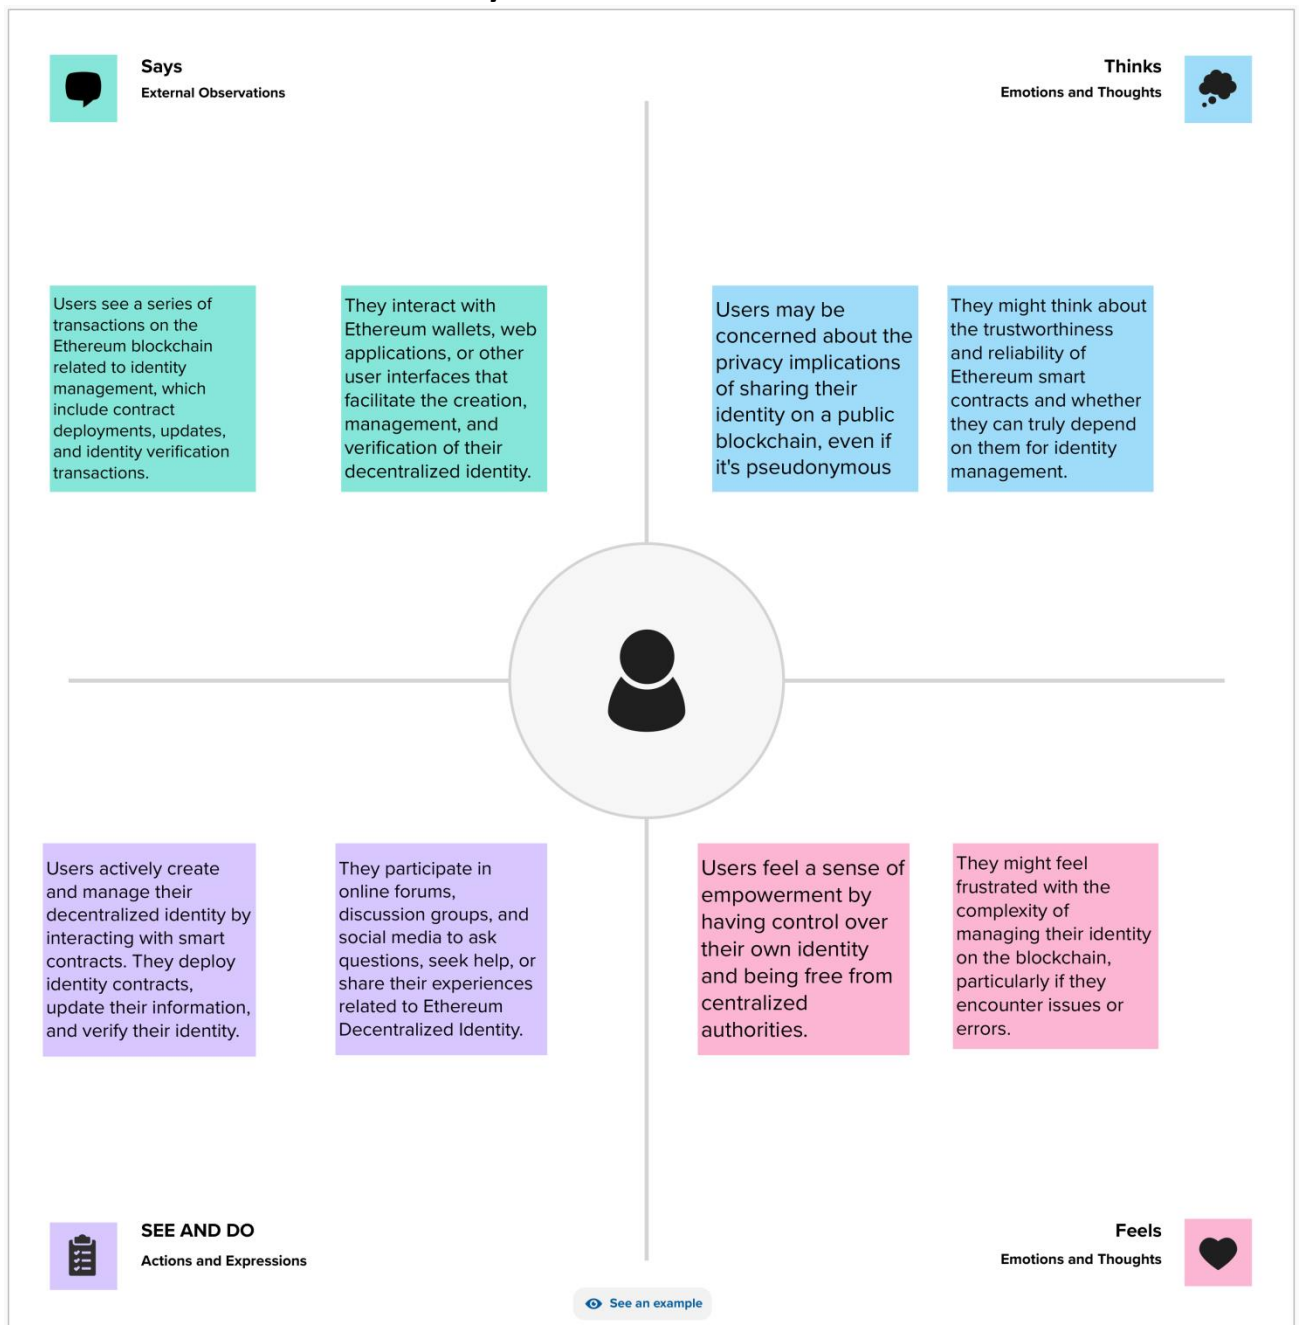 Says
External Observations
Thinks
Emotions and Thoughts
Users see a series of
transactions on the
Ethereum blockchain
related to identity
management, which
include contract
deployments, updates,
and identity verification
transactions.
They interact with
Ethereum wallets, web
applications, or other
user interfaces that
facilitate the creation,
management, and
verification of their
decentralized identity.
Users may be
concerned about the
privacy implications
of sharing their
identity on a public
blockchain, even if
it's pseudonymous
They might think about
the trustworthiness
and reliability of
Ethereum smart
contracts and whether
they can truly depend
on them for identity
management.
Users actively create
and manage their
decentralized identity by
interacting with smart
contracts. They deploy
identity contracts,
update their information,
and verify their identity.
They participate in
online forums,
discussion groups, and
social media to ask
questions, seek help, or
share their experiences
related to Ethereum
Decentralized Identity.
Users feel a sense of
empowerment by
having control over
their own identity
and being free from
centralized
authorities.
They might feel
frustrated with the
complexity of
managing their identity
on the blockchain,
particularly if they
encounter issues or
errors.
SEE AND DO
Actions and Expressions
Feels
Emotions and Thoughts
See an example